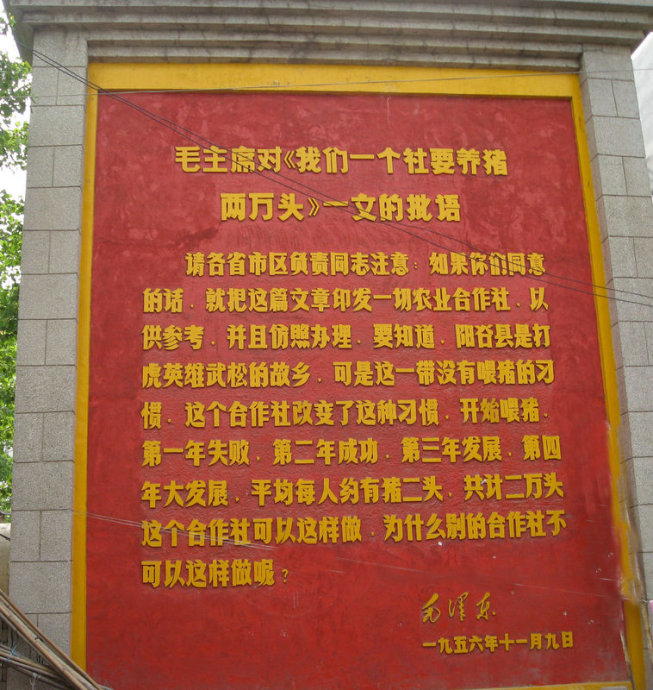 毛主席对《我们一个社要养猪
两万头》一文的批语
请各省市区负责同志注意：如果你们同意
的话．就把这篇文章印发一切农业合作社．以
供参考．并且仿照办理．要知道．阳谷县是打
虎英雄武松的故乡．可是这一带没有喂猪的习
惯．这个合作社改变了这种习惯．开始喂猪．
第一年失败．第二年成功．第三年发展．第四
年大发展．平均每人约有猪二头．共计二万头
这个合作社可以这样做．为什么别的合作社不
可以这样做呢？
毛泽东
一九五六年十一月九日